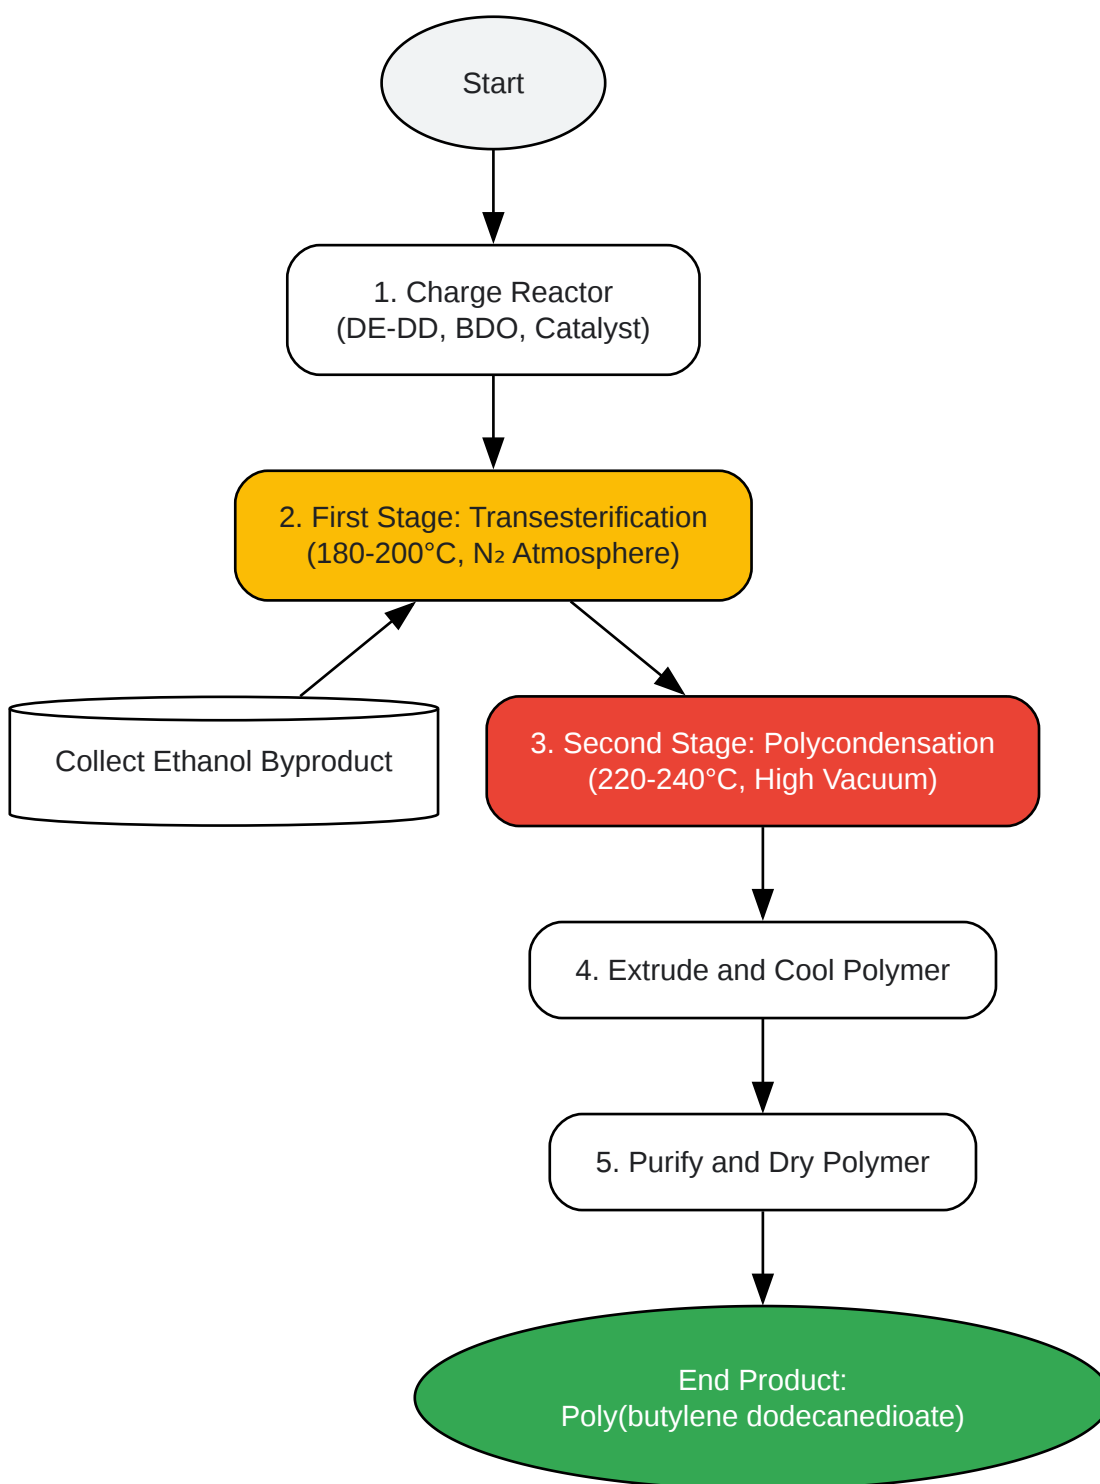 Start
1. Charge Reactor
(DE-DD, BDO, Catalyst)
2. First Stage: Transesterification
(180-200°C, N₂ Atmosphere)
Collect Ethanol Byproduct
3. Second Stage: Polycondensation
(220-240°C, High Vacuum)
4. Extrude and Cool Polymer
5. Purify and Dry Polymer
End Product:
Poly(butylene dodecanedioate)